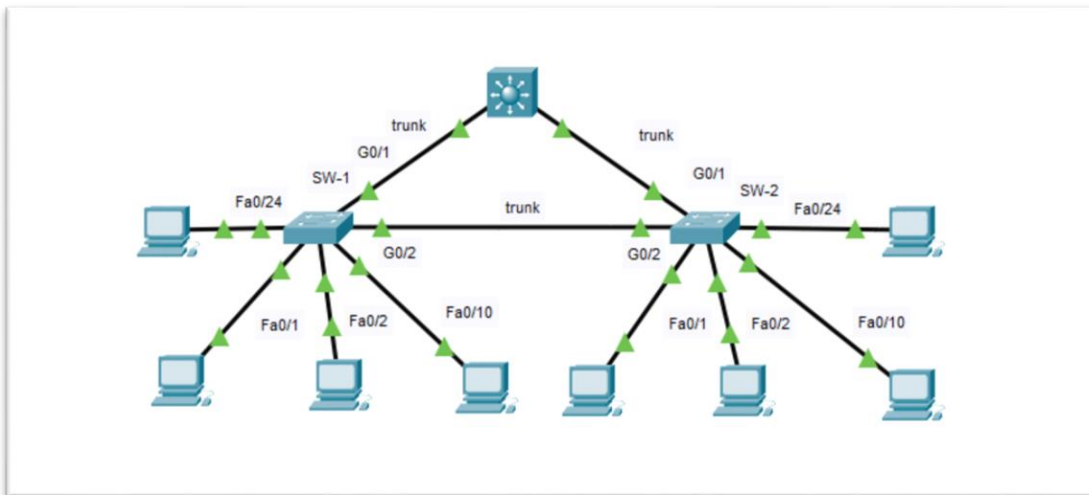 trunk
trunk
G0/1
G0/1
SW-1
SW-2
Fa0/24
trunk
Fa0/24
G0/2
G0/2
Fa0/1
Fa0/2
Fa0/10
Fa0/1
Fa0/2
Fa0/10